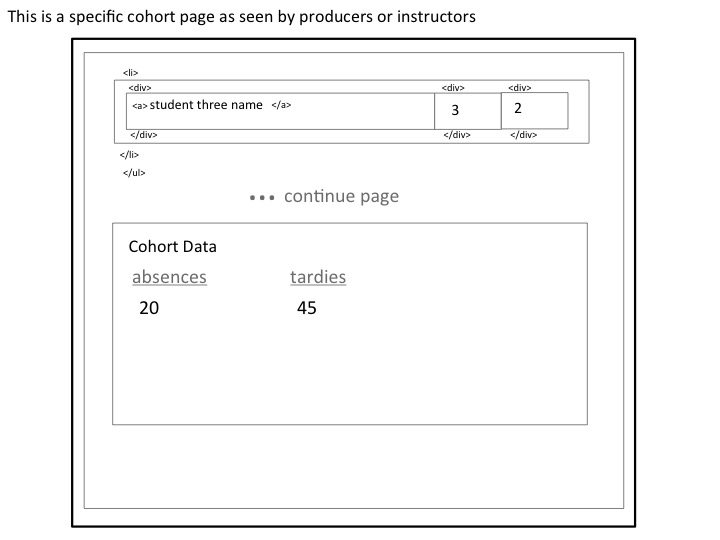 This is a specific cohort page as seen by producers or instructors
<li>
<div> <div> <div>
<a> student three name </a> 3 2
</div> </div> </div>
</li>
</ul>
••• continue page
Cohort Data
absences tardies
20 45